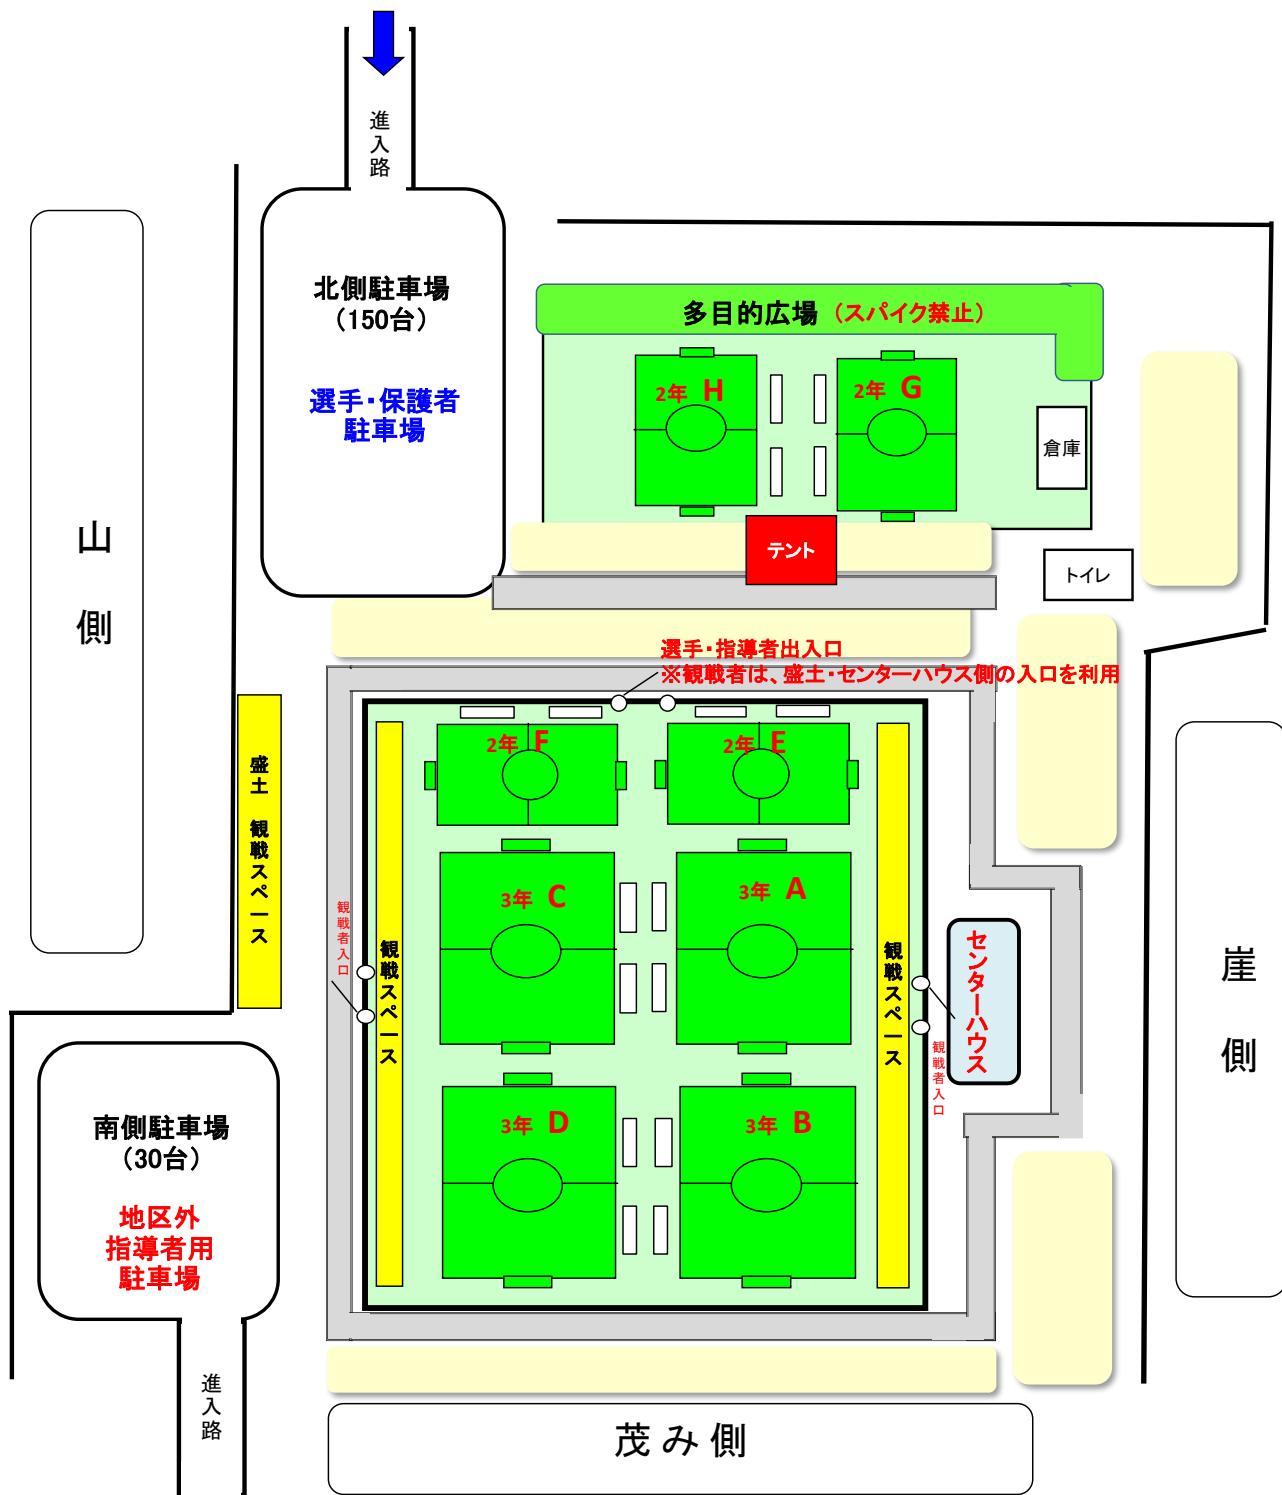 進入路
北側駐車場
（150台）
選手・保護者
駐車場
多目的広場（スパイク禁止）
2年 H
2年 G
倉庫
テント
トイレ
山側
選手・指導者出入口
※観戦者は、盛土・センターハウス側の入口を利用
2年 F
2年 E
盛土 観戦スペース
3年 C
3年 A
観戦者入口
観戦スペース
観戦スペース
センターハウス
観戦者入口
崖側
3年 D
3年 B
南側駐車場
（30台）
地区外
指導者用
駐車場
進入路
茂み側